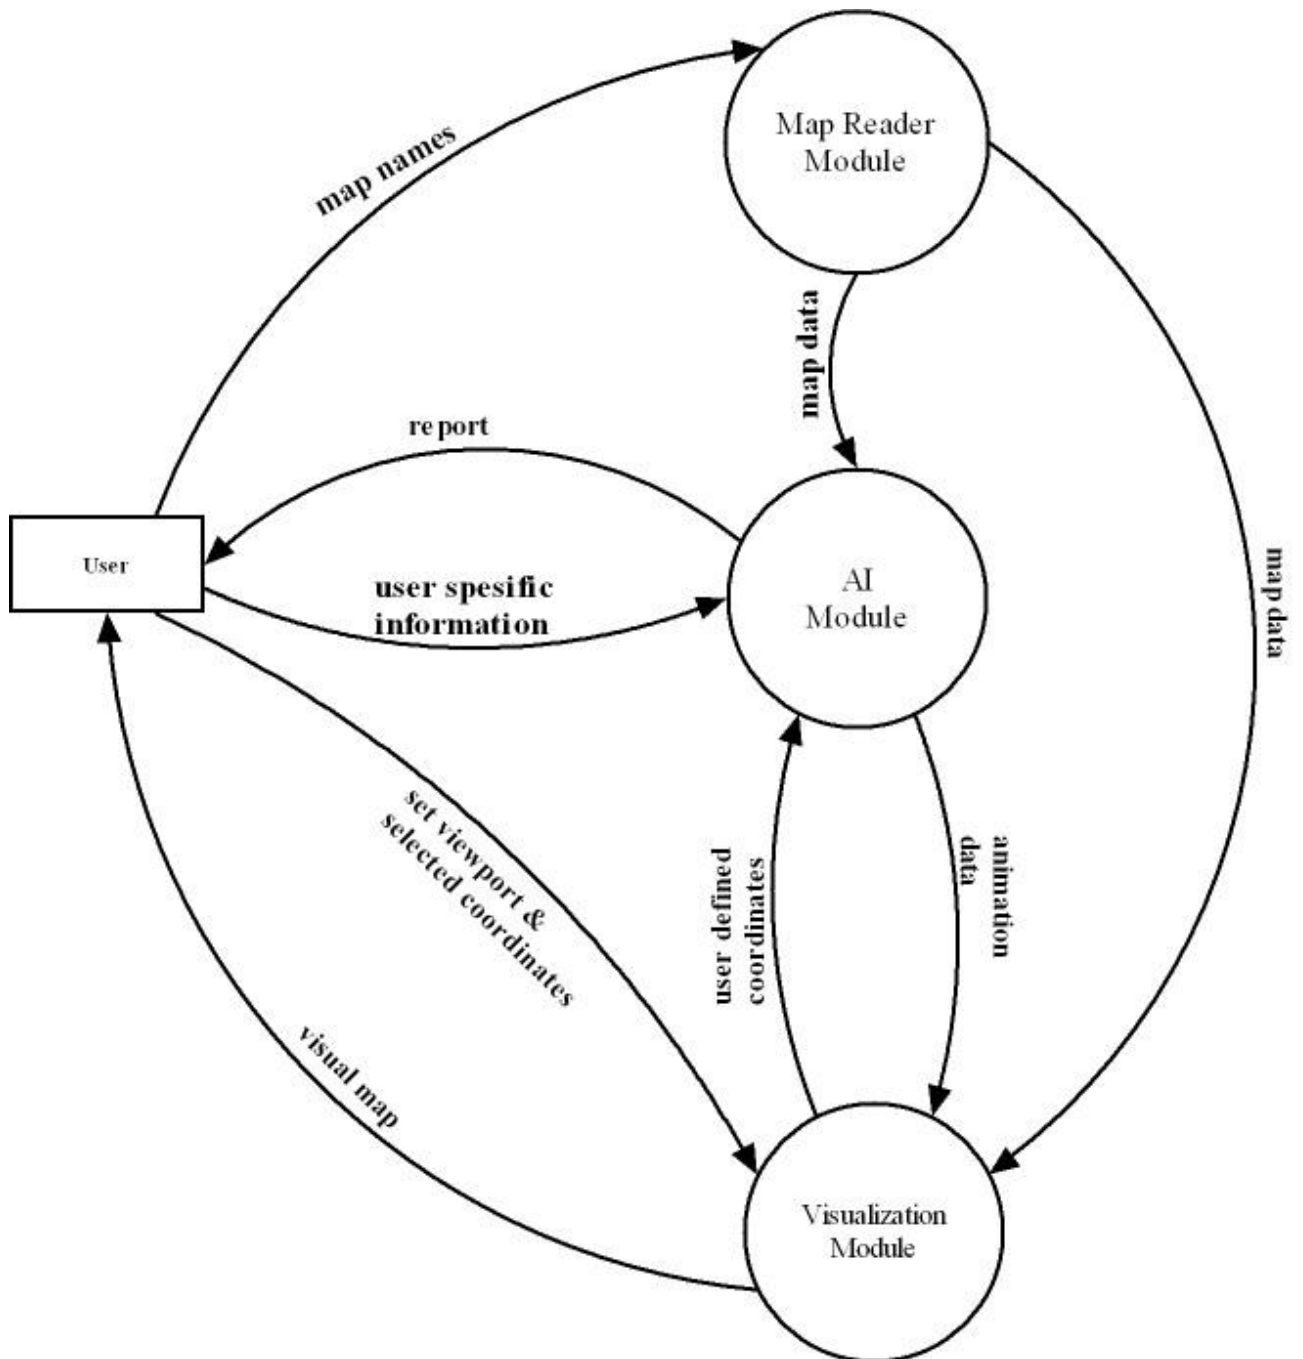 Map Reader
Module
map names
map data
report
User
user spesific
information
AI
Module
map data
set viewport &
selected coordinates
user defined
coordinates
animation
data
visual map
Visualization
Module